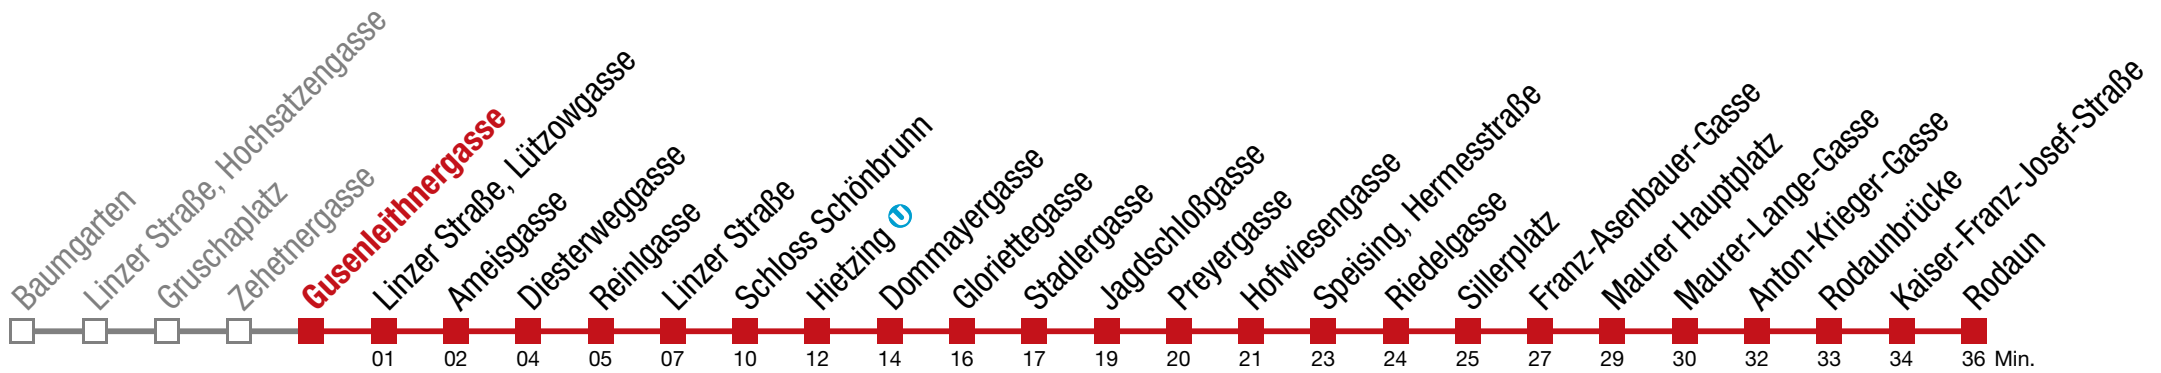 Baumgarten
Linzer Straße, Hochsatzengasse
Gruschaplatz
Zehetnergasse
Gusenleithnergasse
Linzer Straße, Lützowgasse
Ameisgasse
Diesterweggasse
Reinlgasse
Linzer Straße
Schloss Schönbrunn
Hietzing U
Dommayergasse
Gloriettegasse
Stadlergasse
Jagdschloßgasse
Preyergasse
Hofwiesengasse
Speising, Hermesstraße
Riedelgasse
Sillerplatz
Franz-Asenbauer-Gasse
Maurer Hauptplatz
Maurer-Lange-Gasse
Anton-Krieger-Gasse
Rodaunbrücke
Kaiser-Franz-Josef-Straße
Rodaun
01 02 04 05 07 10 12 14 16 17 19 20 21 23 24 25 27 29 30 32 33 34 36 Min.